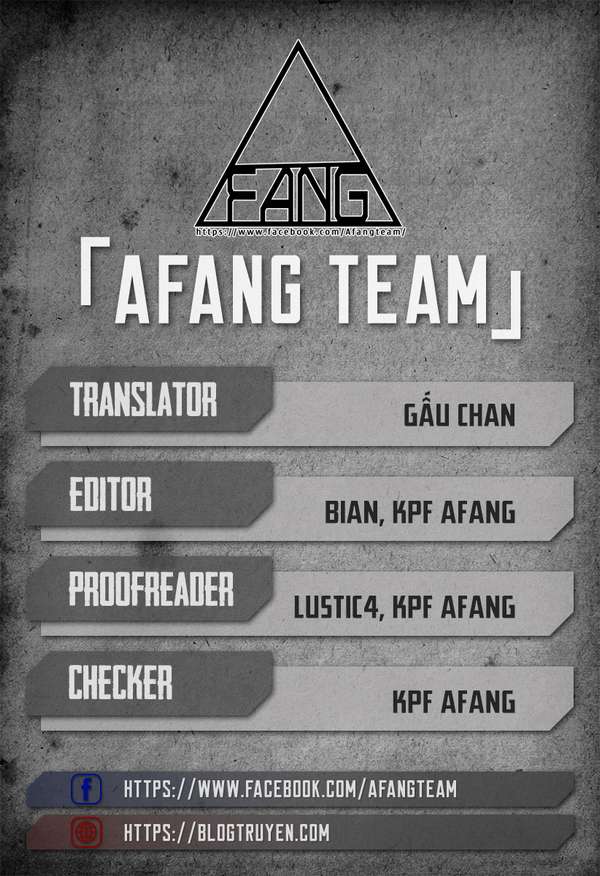 FANG
https://www.facebook.com/Afangteam/
「AFANG TEAM」
TRANSLATOR
GẤU CHAN
EDITOR
BIAN, KPF AFANG
PROOFREADER
LUSTIC4, KPF AFANG
CHECKER
KPF AFANG
HTTPS://WWW.FACEBOOK.COM/AFANGTEAM
HTTPS://BLOGTRUYEN.COM